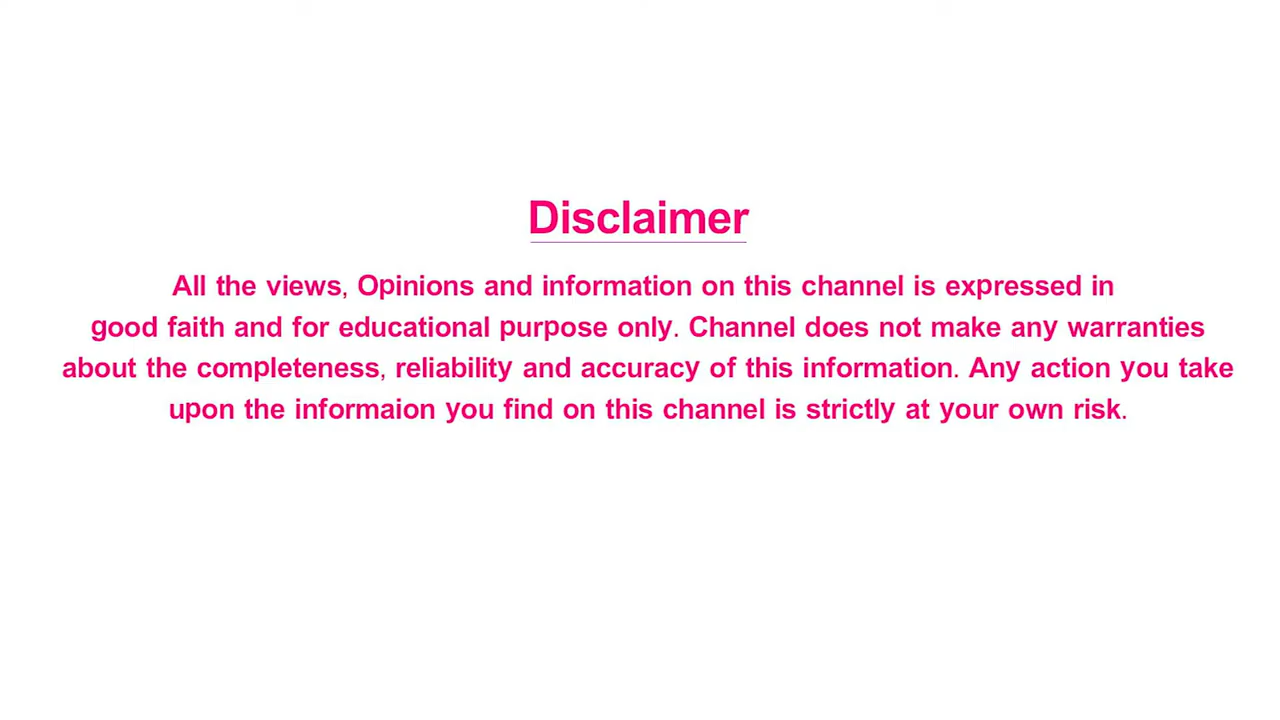 Disclaimer
All the views, Opinions and information on this channel is expressed in
good faith and for educational purpose only. Channel does not make any warranties
about the completeness, reliability and accuracy of this information. Any action you take
upon the informaion you find on this channel is strictly at your own risk.